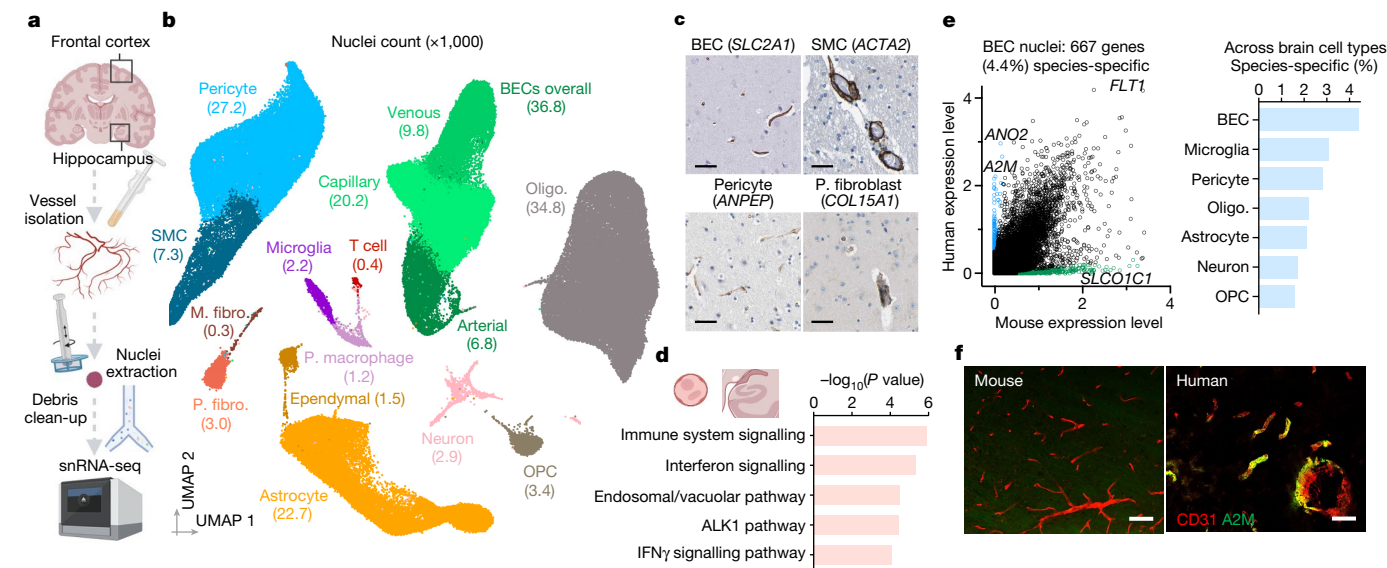 a
Frontal cortex
Hippocampus
Vessel
isolation
Nuclei
extraction
Debris
clean-up
snRNA-seq
b
Nuclei count (×1,000)
Pericyte
(27.2)
SMC
(7.3)
Venous
(9.8)
BECs overall
(36.8)
Capillary
(20.2)
Arterial
(6.8)
Oligo.
(34.8)
Microglia
(2.2)
T cell
(0.4)
M. fibro.
(0.3)
P. macrophage
(1.2)
P. fibro.
(3.0)
Ependymal (1.5)
Neuron
(2.9)
OPC
(3.4)
Astrocyte
(22.7)
UMAP 2
UMAP 1
c
BEC (SLC2A1)
SMC (ACTA2)
Pericyte
(ANPEP)
P. fibroblast
(COL15A1)
d
–log10(P value)
0 2 4 6
Immune system signalling
Interferon signalling
Endosomal/vacuolar pathway
ALK1 pathway
IFNγ signalling pathway
e
BEC nuclei: 667 genes
(4.4%) species-specific
FLT1
ANO2
A2M
SLCO1C1
Human expression level
4
2
0
0 2 4
Mouse expression level
Across brain cell types
Species-specific (%)
0 1 2 3 4
BEC
Microglia
Pericyte
Oligo.
Astrocyte
Neuron
OPC
f
Mouse
Human
CD31 A2M